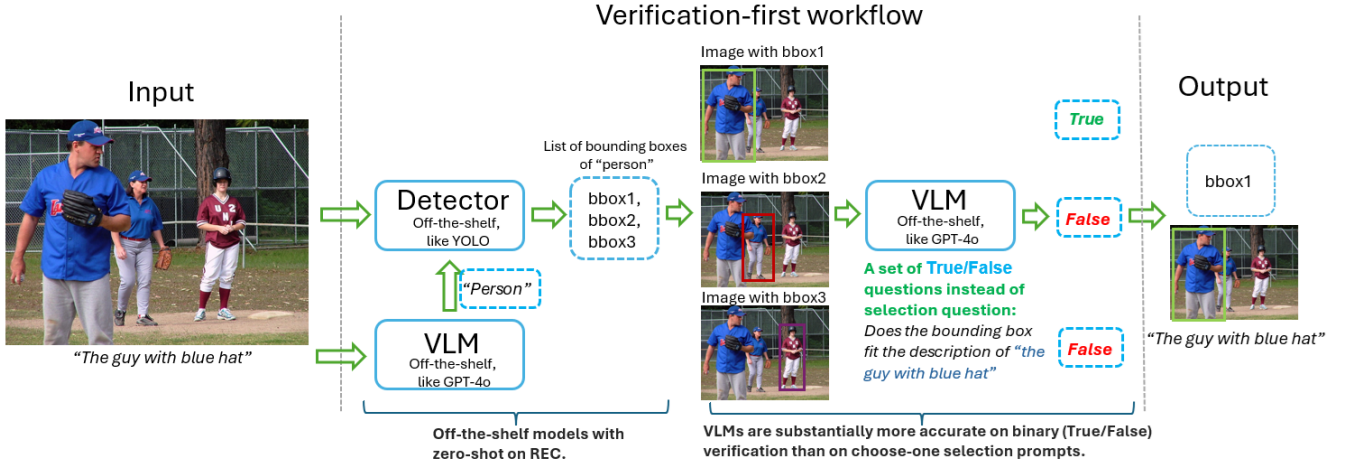 Verification-first workflow
Input
“The guy with blue hat”
Detector
Off-the-shelf,
like YOLO
“Person”
VLM
Off-the-shelf,
like GPT-4o
List of bounding boxes
of “person”
bbox1,
bbox2,
bbox3
Off-the-shelf models with
zero-shot on REC.
Image with bbox1
Image with bbox2
Image with bbox3
VLM
Off-the-shelf,
like GPT-4o
A set of True/False
questions instead of
selection question:
Does the bounding box
fit the description of “the
guy with blue hat”
True
False
False
VLMs are substantially more accurate on binary (True/False)
verification than on choose-one selection prompts.
Output
bbox1
“The guy with blue hat”